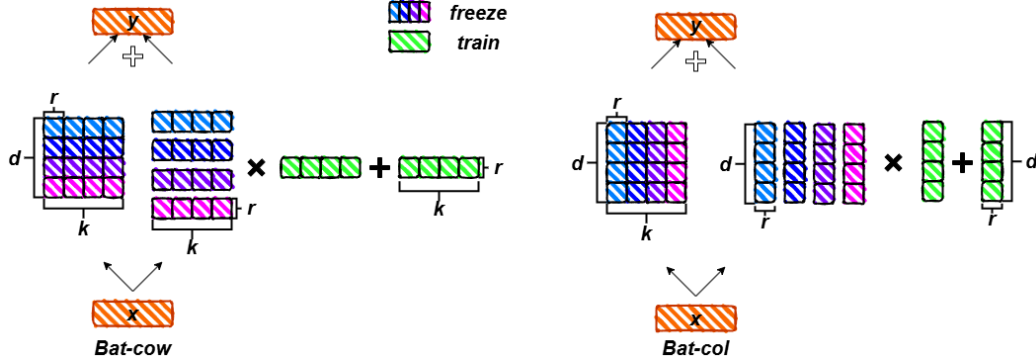 y
freeze
train
r
d
k
× + r
k
r
k
x
Bat-cow
y
r
d
k
d
r
× + d
r
x
Bat-col